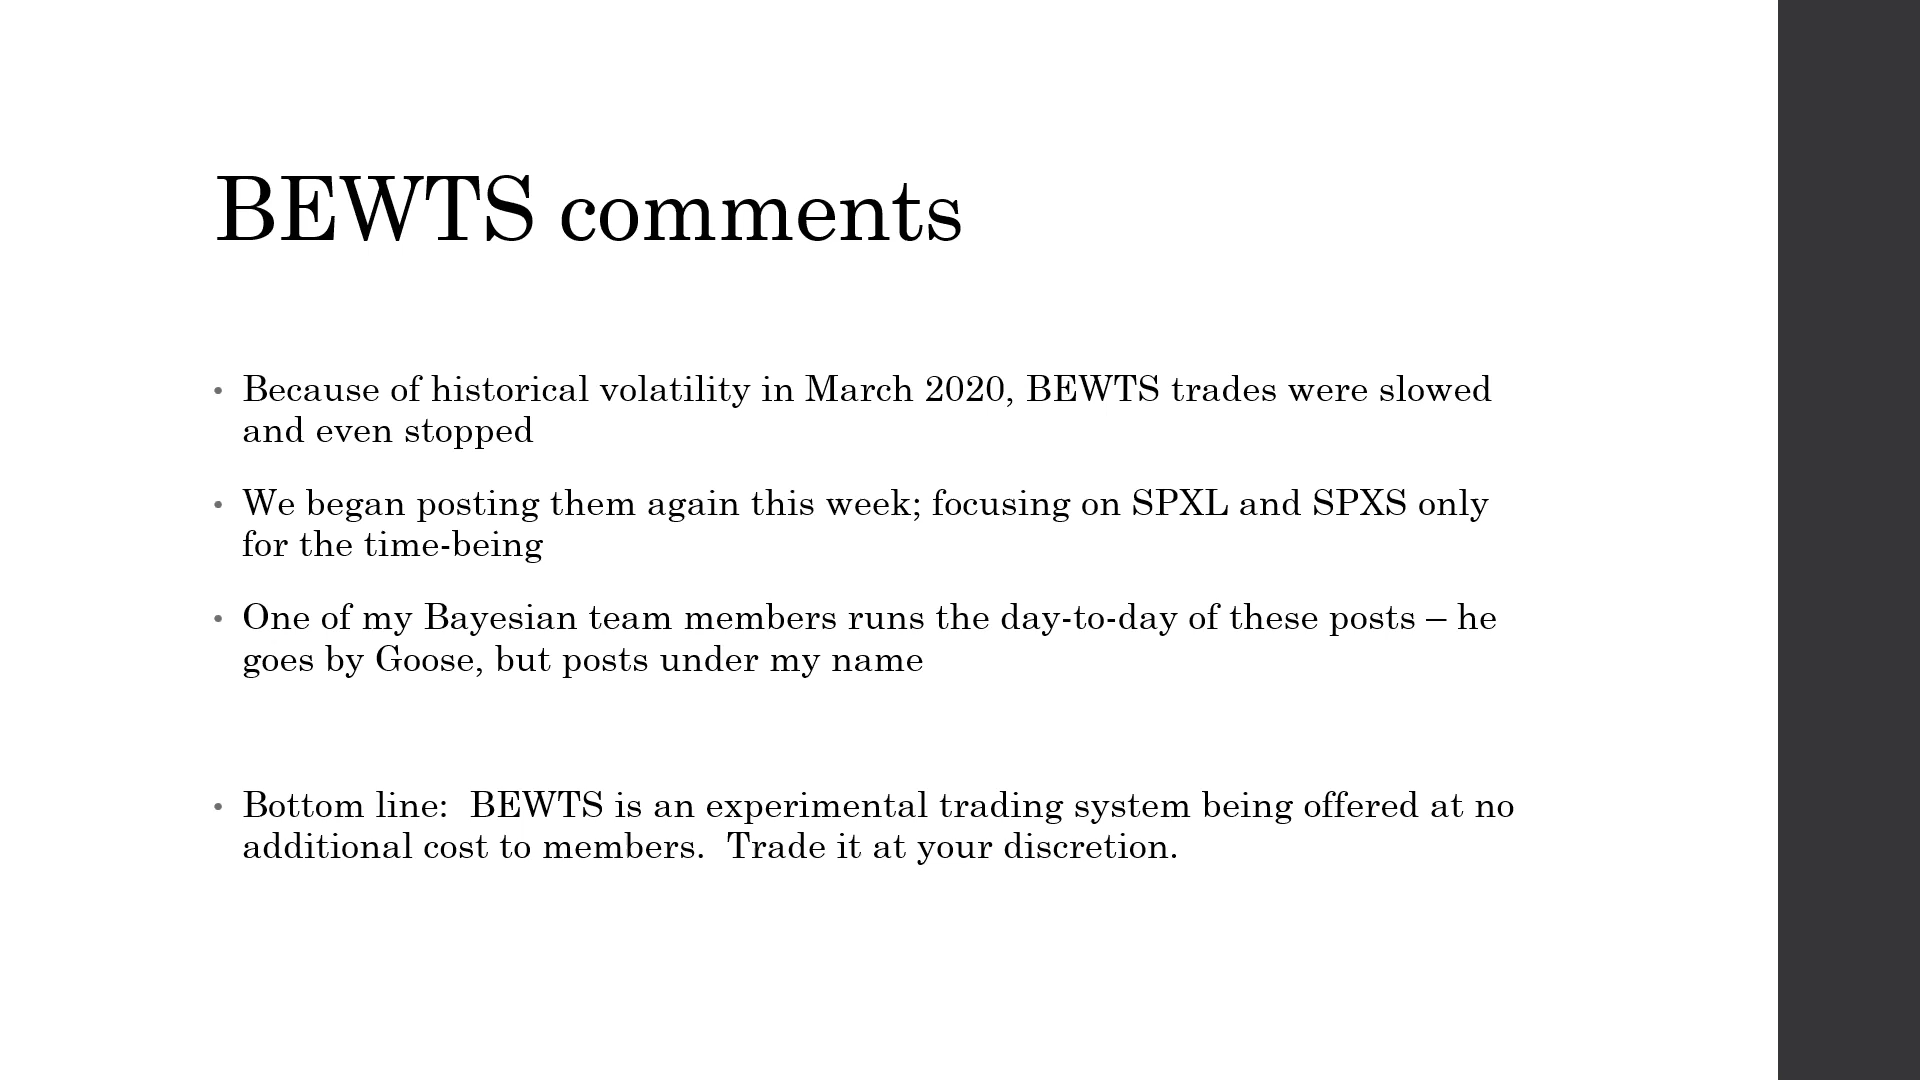 BEWTS comments
• Because of historical volatility in March 2020, BEWTS trades were slowed
and even stopped
• We began posting them again this week; focusing on SPXL and SPXS only
for the time-being
• One of my Bayesian team members runs the day-to-day of these posts – he
goes by Goose, but posts under my name
• Bottom line:  BEWTS is an experimental trading system being offered at no
additional cost to members.  Trade it at your discretion.